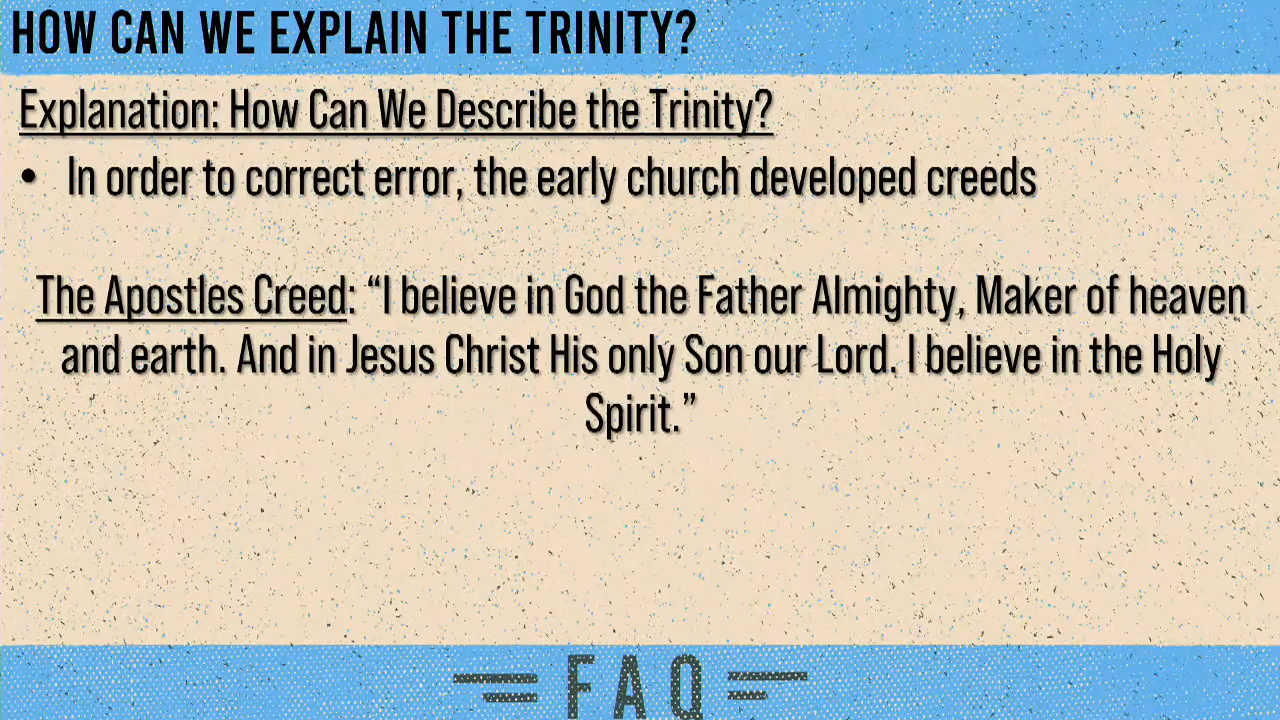 HOW CAN WE EXPLAIN THE TRINITY?
Explanation: How Can We Describe the Trinity?
• In order to correct error, the early church developed creeds
The Apostles Creed: “I believe in God the Father Almighty, Maker of heaven
and earth. And in Jesus Christ His only Son our Lord. I believe in the Holy
Spirit.”
FAQ